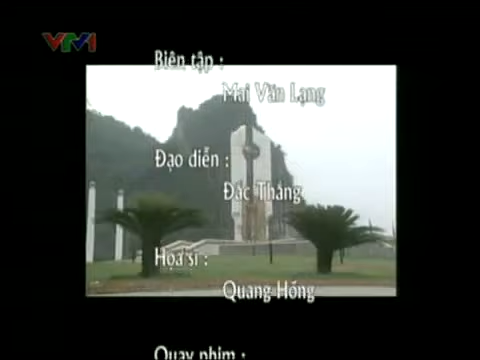 VTV1
Biên tập :
Mai Văn Lạng
Đạo diễn :
Đắc Thắng
Họa sĩ :
Quang Hồng
Quay phim :